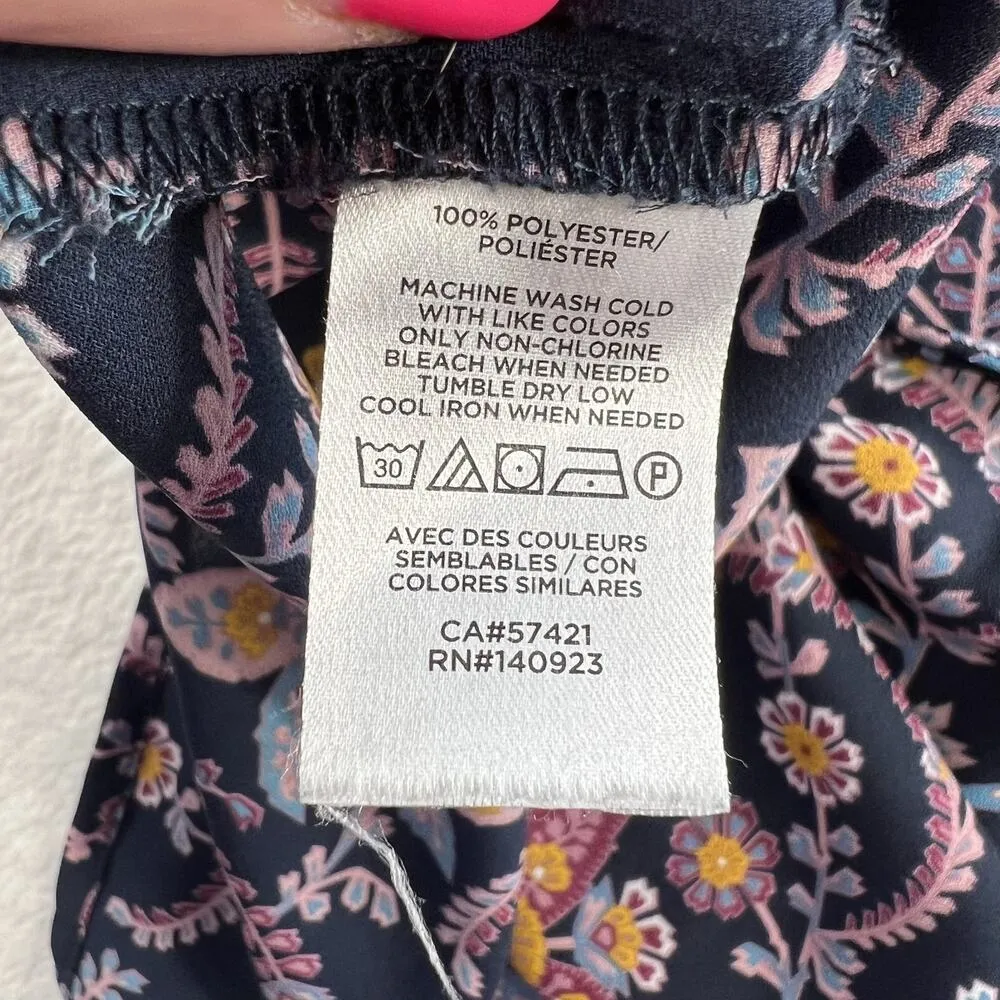 100% POLYESTER/
POLIÉSTER
MACHINE WASH COLD
WITH LIKE COLORS
ONLY NON-CHLORINE
BLEACH WHEN NEEDED
TUMBLE DRY LOW
COOL IRON WHEN NEEDED
30 P
AVEC DES COULEURS
SEMBLABLES / CON
COLORES SIMILARES
CA#57421
RN#140923